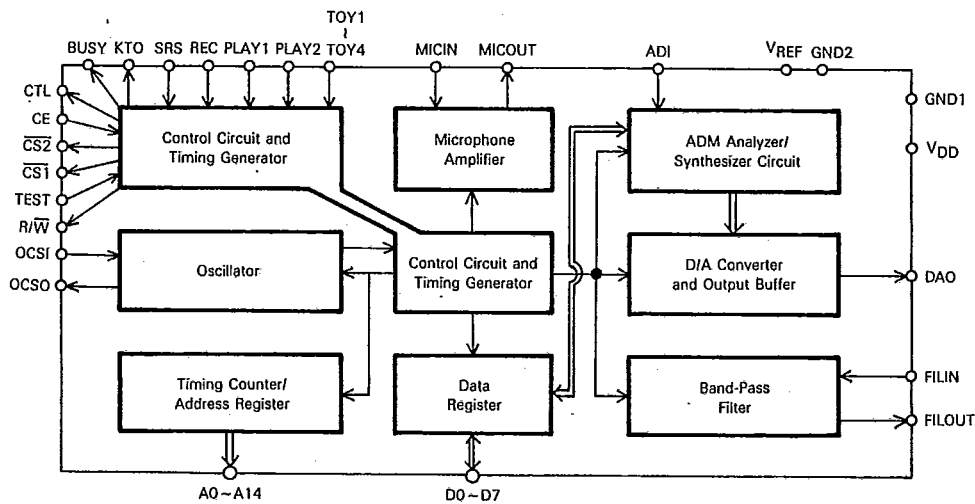 TOY1
~
BUSY KTO SRS REC PLAY1 PLAY2 TOY4 MICIN MICOUT ADI VREF GND2
CTL
CE
C̅S̅2̅
C̅S̅1̅
TEST
R/W̅
OCSI
OCSO
GND1
VDD
DAO
FILIN
FILOUT
Control Circuit and
Timing Generator
Microphone
Amplifier
ADM Analyzer/
Synthesizer Circuit
Oscillator
Control Circuit and
Timing Generator
D/A Converter
and Output Buffer
Timing Counter/
Address Register
Data
Register
Band-Pass
Filter
A0~A14 D0~D7